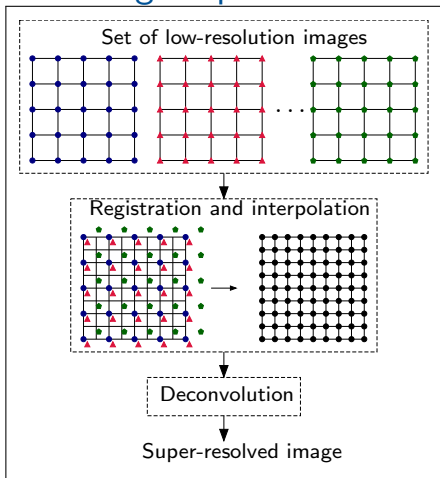 Set of low-resolution images
...
Registration and interpolation
Deconvolution
Super-resolved image